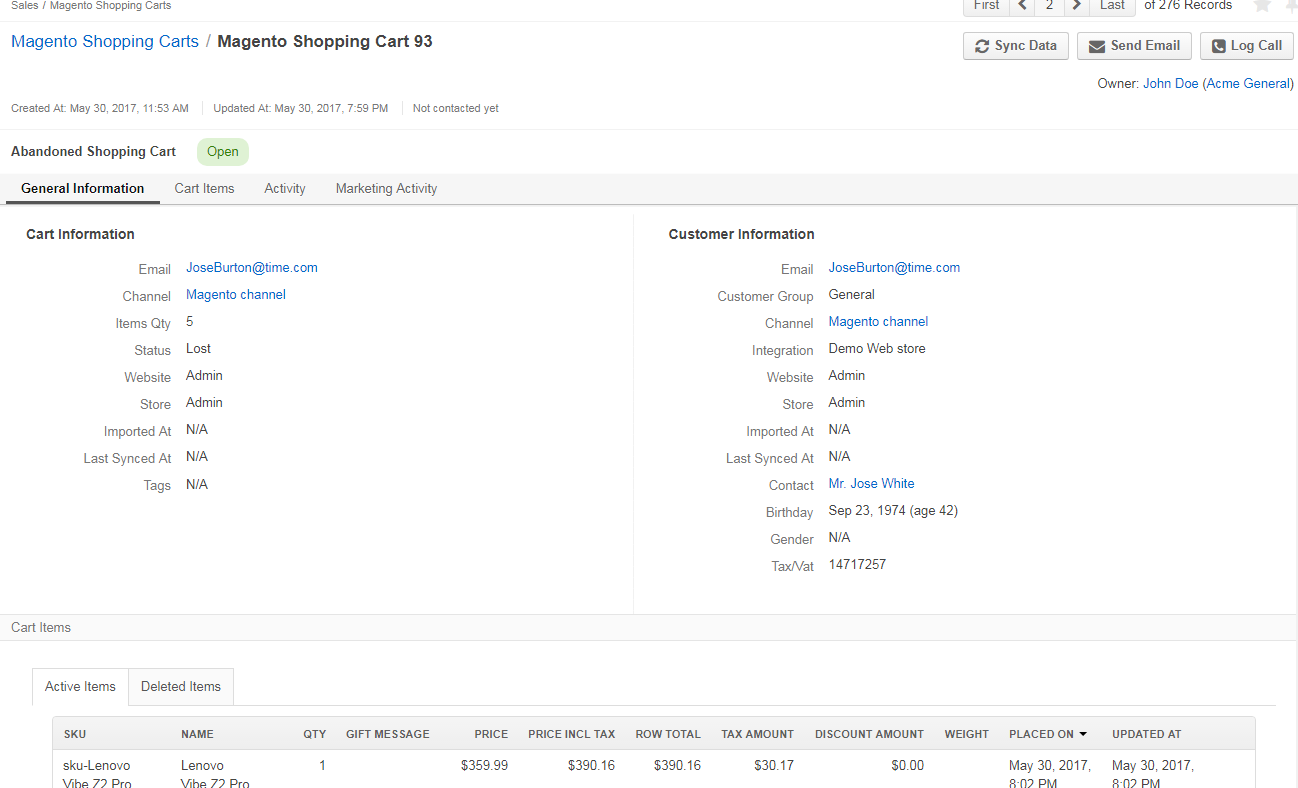 Sales / Magento Shopping Carts
First 2 Last of 276 Records
Magento Shopping Carts / Magento Shopping Cart 93
Sync Data Send Email Log Call
Owner: John Doe (Acme General)
Created At: May 30, 2017, 11:53 AM Updated At: May 30, 2017, 7:59 PM Not contacted yet
Abandoned Shopping Cart Open
General Information Cart Items Activity Marketing Activity
Cart Information
Email JoseBurton@time.com
Channel Magento channel
Items Qty 5
Status Lost
Website Admin
Store Admin
Imported At N/A
Last Synced At N/A
Tags N/A
Customer Information
Email JoseBurton@time.com
Customer Group General
Channel Magento channel
Integration Demo Web store
Website Admin
Store Admin
Imported At N/A
Last Synced At N/A
Contact Mr. Jose White
Birthday Sep 23, 1974 (age 42)
Gender N/A
Tax/Vat 14717257
Cart Items
Active Items Deleted Items
SKU NAME QTY GIFT MESSAGE PRICE PRICE INCL TAX ROW TOTAL TAX AMOUNT DISCOUNT AMOUNT WEIGHT PLACED ON UPDATED AT
sku-Lenovo Lenovo 1 $359.99 $390.16 $390.16 $30.17 $0.00 May 30, 2017, May 30, 2017,
Vibe Z2 Pro Vibe Z2 Pro 8:02 PM 8:02 PM